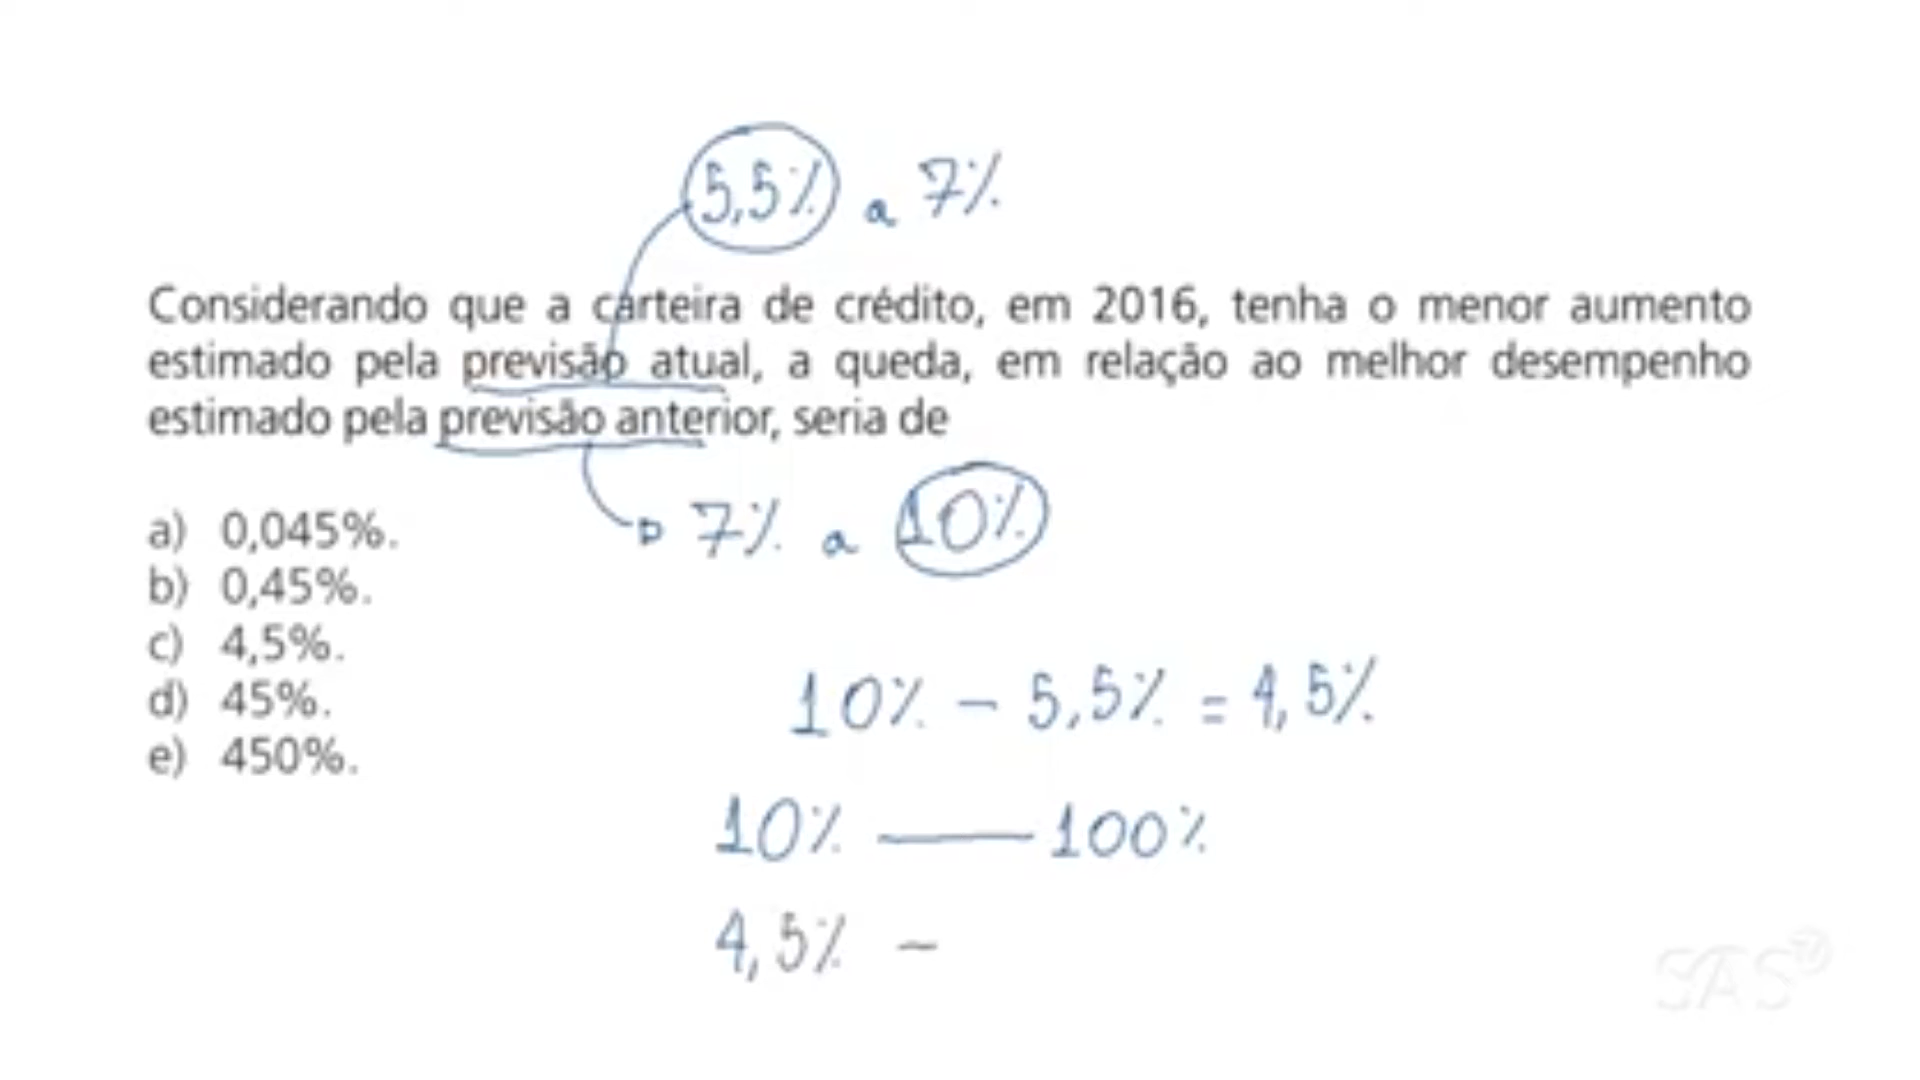 5,5% a 7%
Considerando que a carteira de crédito, em 2016, tenha o menor aumento
estimado pela previsão atual, a queda, em relação ao melhor desempenho
estimado pela previsão anterior, seria de
7% a 10%
a) 0,045%.
b) 0,45%.
c) 4,5%.
d) 45%.
e) 450%.
10% - 5,5% = 4,5%
10% — 100%
4,5% -
SAS